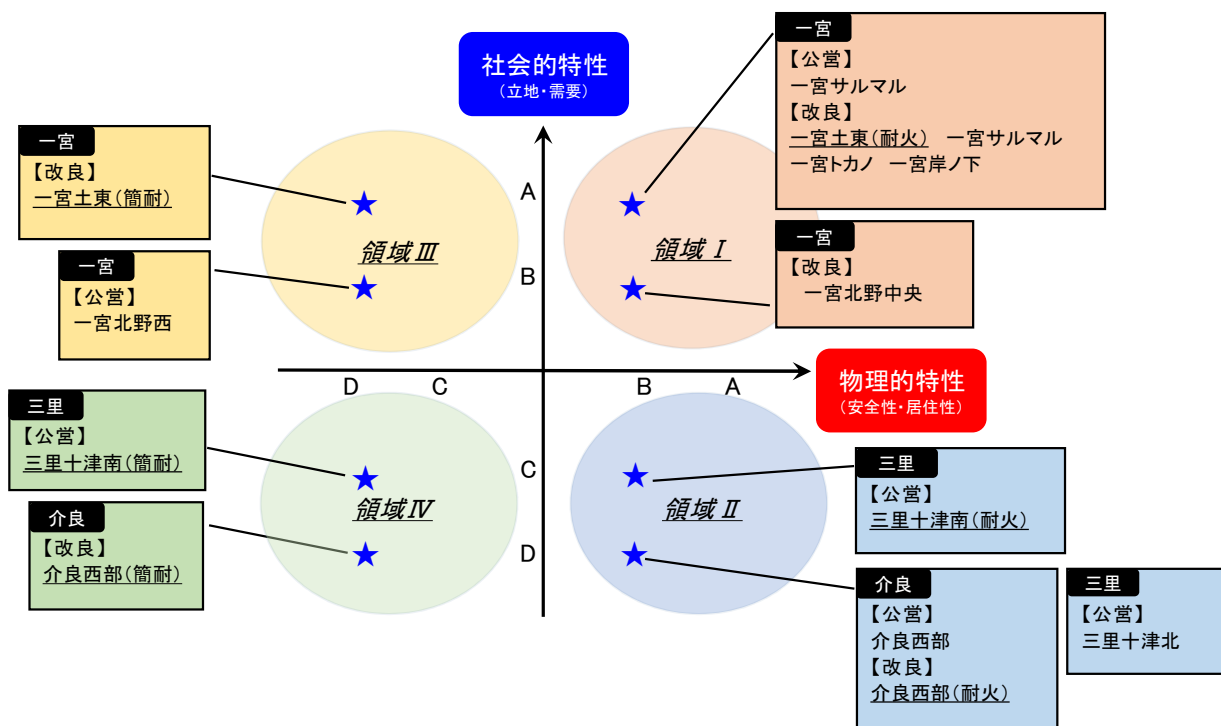 社会的特性
(立地・需要)
一宮
【公営】
一宮サルマル
【改良】
一宮土東(耐火) 一宮サルマル
一宮トカノ 一宮岸ノ下
一宮
【改良】
一宮土東(簡耐)
A
領域Ⅲ
領域Ⅰ
一宮
【改良】
一宮北野中央
一宮
【公営】
一宮北野西
B
D
C
B
A
物理的特性
(安全性・居住性)
三里
【公営】
三里十津南(簡耐)
C
三里
【公営】
三里十津南(耐火)
領域Ⅳ
領域Ⅱ
介良
【改良】
介良西部(簡耐)
D
介良
【公営】
介良西部
【改良】
介良西部(耐火)
三里
【公営】
三里十津北